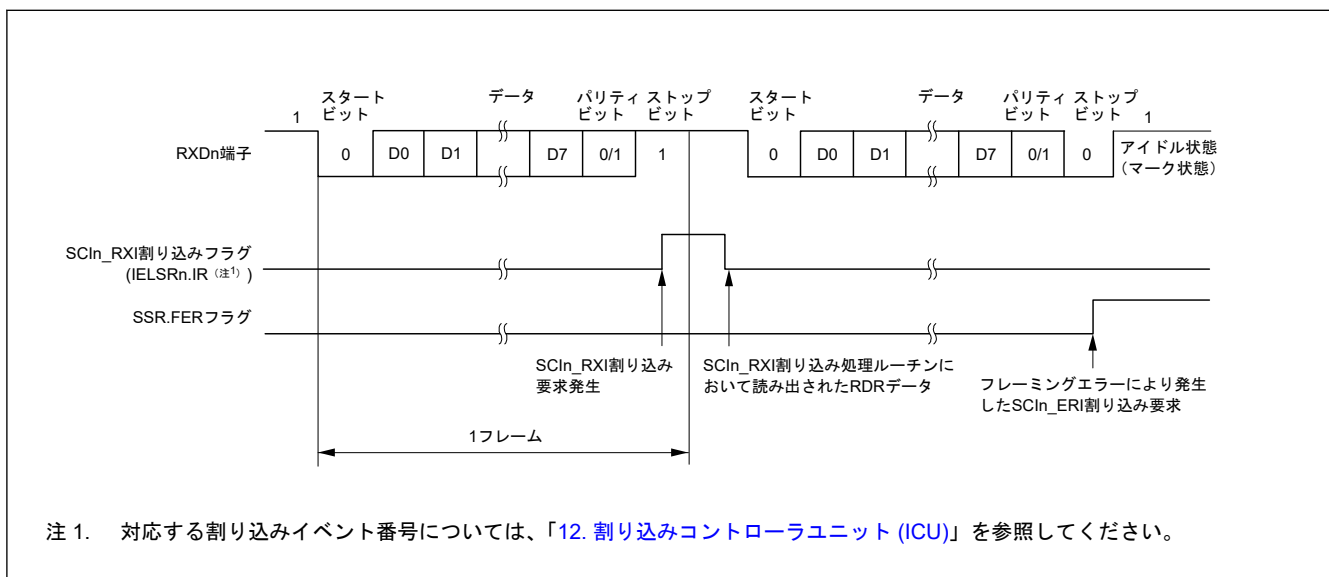 スタート
ビット
データ
パリティ
ビット
ストップ
ビット
スタート
ビット
データ
パリティ
ビット
ストップ
ビット
1
1
RXDn端子
0
D0
D1
D7
0/1
1
0
D0
D1
D7
0/1
0
アイドル状態
（マーク状態）
SCIn_RXI割り込みフラグ
(IELSRn.IR（注1）)
SSR.FERフラグ
SCIn_RXI割り込み
要求発生
SCIn_RXI割り込み処理ルーチンに
おいて読み出されたRDRデータ
フレーミングエラーにより発生
したSCIn_ERI割り込み要求
1フレーム
注 1. 対応する割り込みイベント番号については、「12. 割り込みコントローラユニット (ICU)」を参照してください。